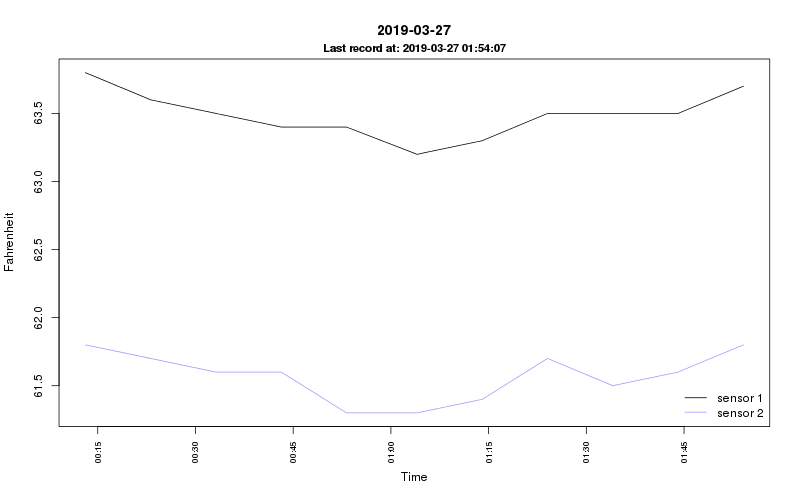 2019-03-27
Last record at: 2019-03-27 01:54:07
Fahrenheit
63.5
63.0
62.5
62.0
61.5
sensor 1
sensor 2
00:15 00:30 00:45 01:00 01:15 01:30 01:45
Time